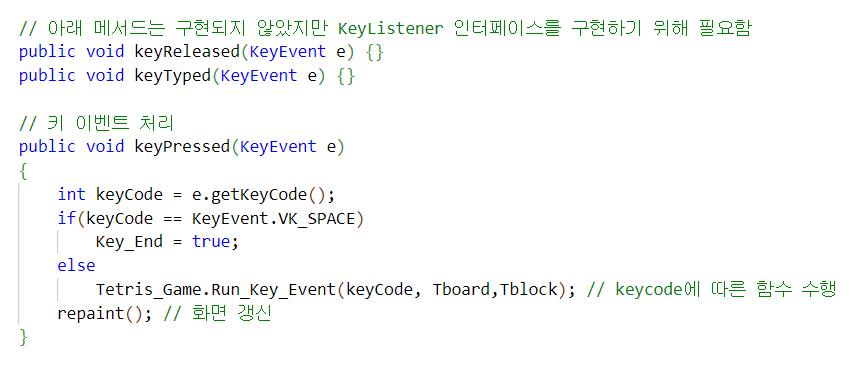 // 아래 메서드는 구현되지 않았지만 KeyListener 인터페이스를 구현하기 위해 필요함
public void keyReleased(KeyEvent e) {}
public void keyTyped(KeyEvent e) {}
// 키 이벤트 처리
public void keyPressed(KeyEvent e)
{
int keyCode = e.getKeyCode();
if(keyCode == KeyEvent.VK_SPACE)
Key_End = true;
else
Tetris_Game.Run_Key_Event(keyCode, Tboard,Tblock); // keycode에 따른 함수 수행
repaint(); // 화면 갱신
}